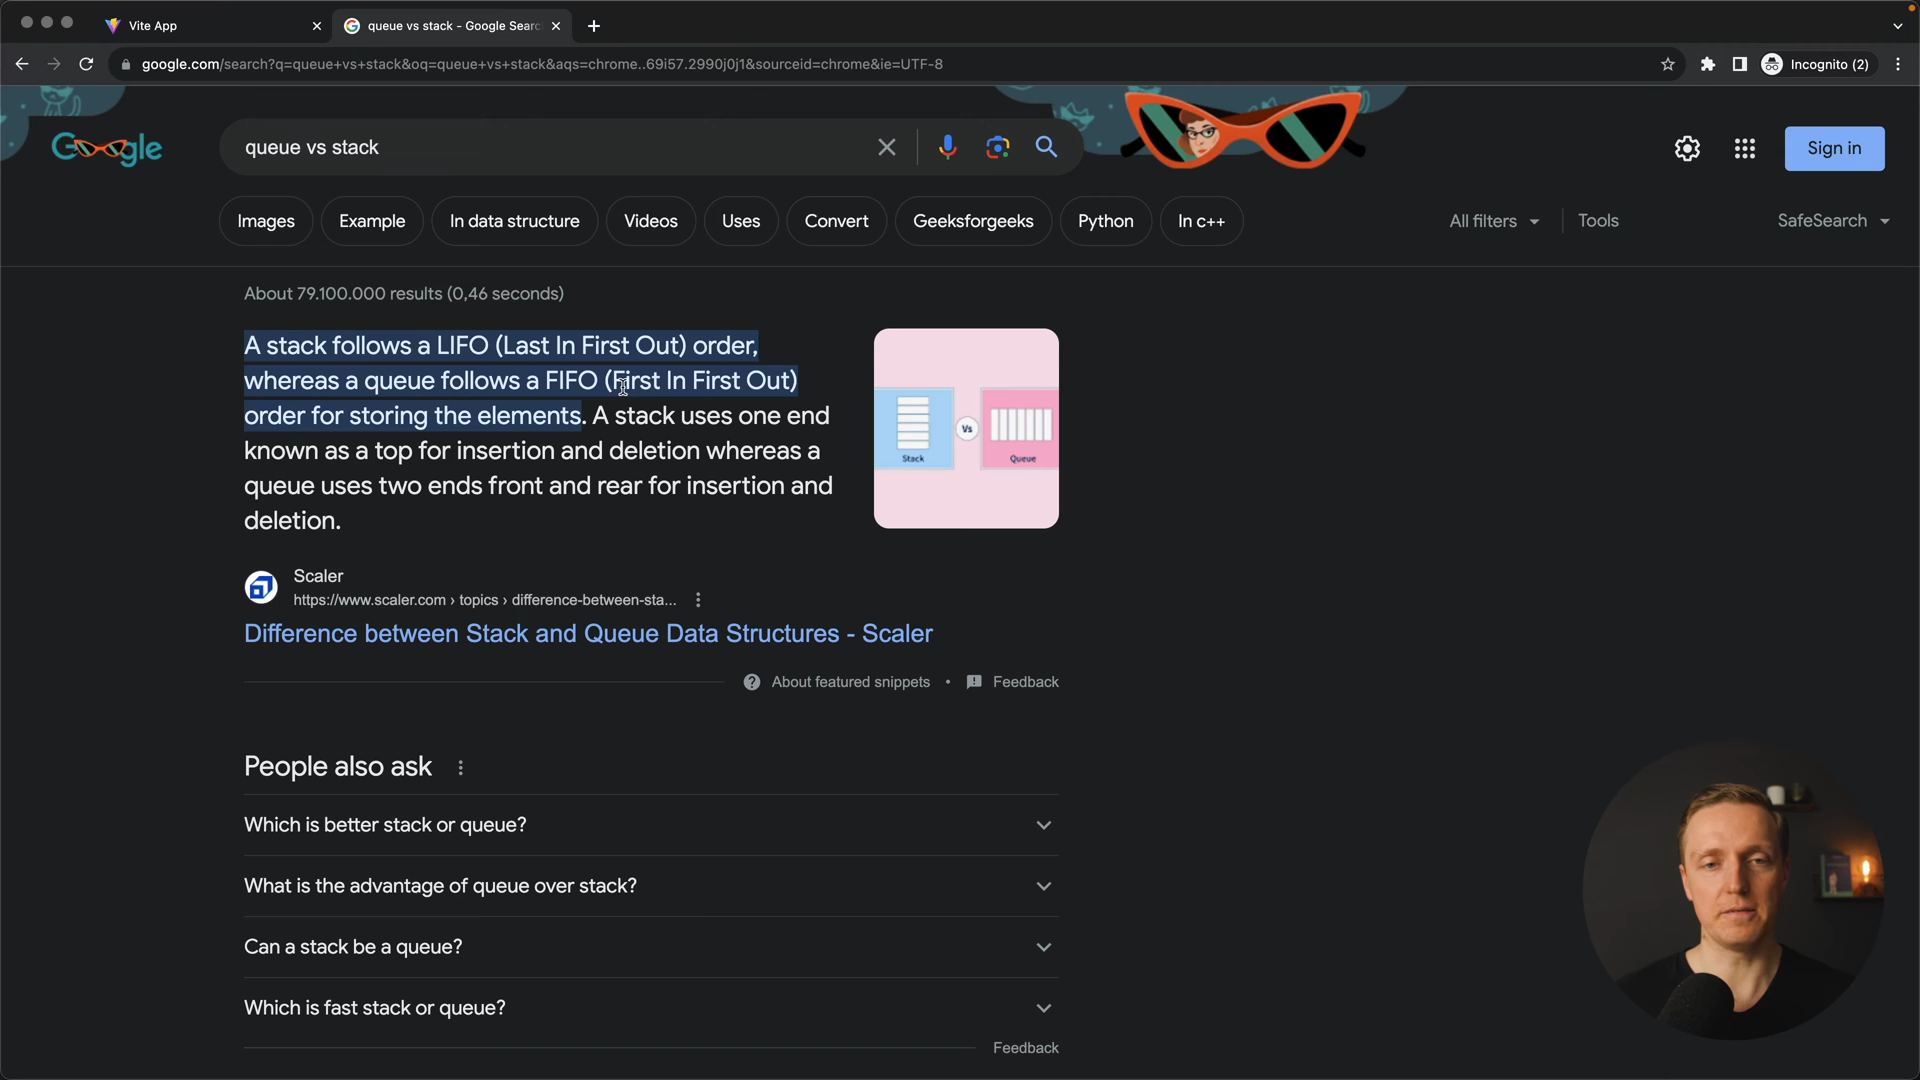 Vite App
queue vs stack - Google Searc
google.com/search?q=queue+vs+stack&oq=queue+vs+stack&aqs=chrome..69i57.2990j0j1&sourceid=chrome&ie=UTF-8
Incognito (2)
Google
queue vs stack
Sign in
Images
Example
In data structure
Videos
Uses
Convert
Geeksforgeeks
Python
In c++
All filters
Tools
SafeSearch
About 79.100.000 results (0,46 seconds)
A stack follows a LIFO (Last In First Out) order,
whereas a queue follows a FIFO (First In First Out)
order for storing the elements. A stack uses one end
known as a top for insertion and deletion whereas a
queue uses two ends front and rear for insertion and
deletion.
Stack
Vs
Queue
Scaler
https://www.scaler.com › topics › difference-between-sta...
Difference between Stack and Queue Data Structures - Scaler
About featured snippets • Feedback
People also ask
Which is better stack or queue?
What is the advantage of queue over stack?
Can a stack be a queue?
Which is fast stack or queue?
Feedback